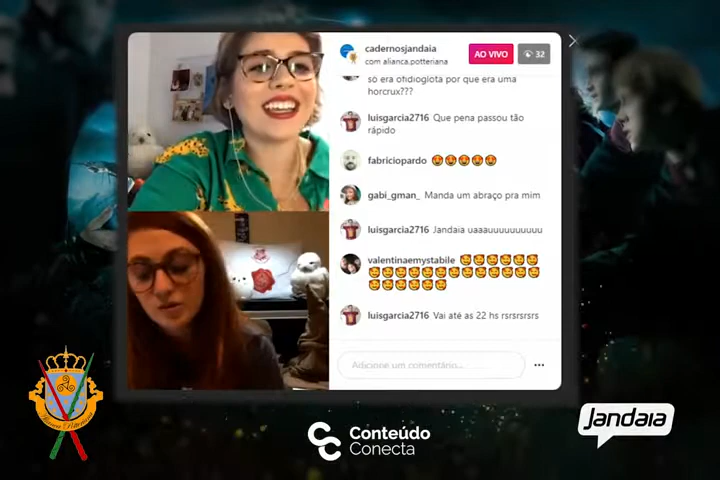 cadernosjandaia
com alianca.potteriana
AO VIVO
32
só era ofidioglota por que era uma
horcrux???
luisgarcia2716 Que pena passou tão
rápido
fabriciopardo
gabi_gman_ Manda um abraço pra mim
luisgarcia2716 Jandaia uaaauuuuuuuuuu
valentinaemystabile
luisgarcia2716 Vai até as 22 hs rsrsrsrs
Adicione um comentário...
Conteúdo
Conecta
Jandaia